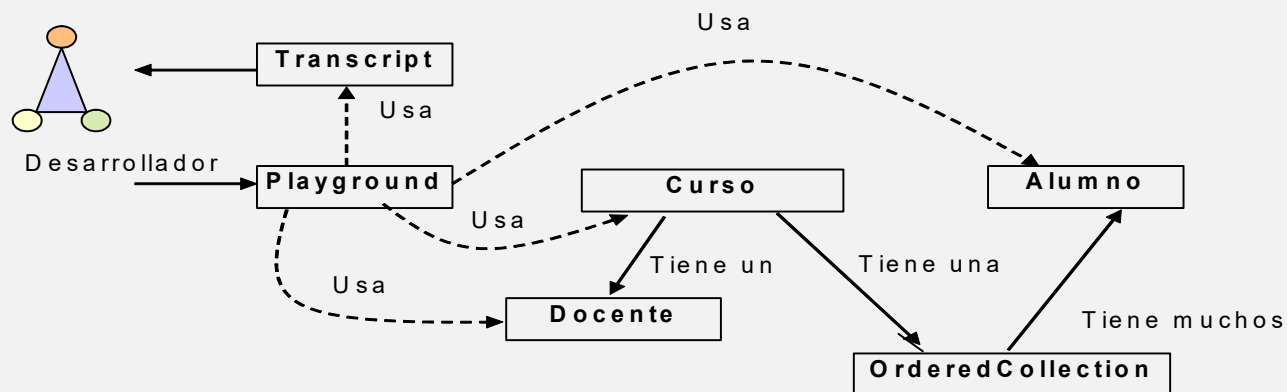 Usa
Transcript
Usa
Desarrollador
Playground
Curso
Alumno
Usa
Tiene un
Tiene una
Usa
Docente
Tiene muchos
OrderedCollection